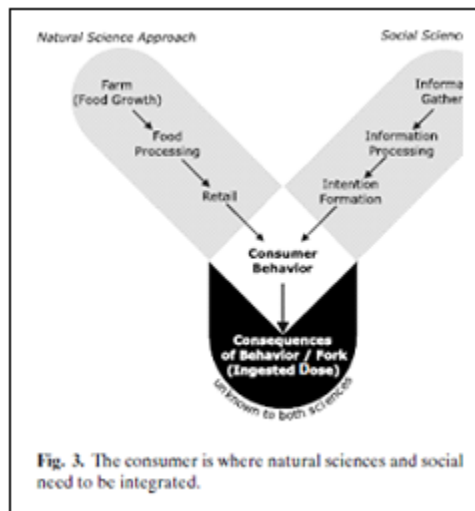 Natural Science Approach
Social Scienc
Farm
(Food Growth)
Food
Processing
Retail
Informa
Gather
Information
Processing
Intention
Formation
Consumer
Behavior
Consequences
of Behavior / Fork
(Ingested Dose)
unknown to both sciences
Fig. 3. The consumer is where natural sciences and social
need to be integrated.